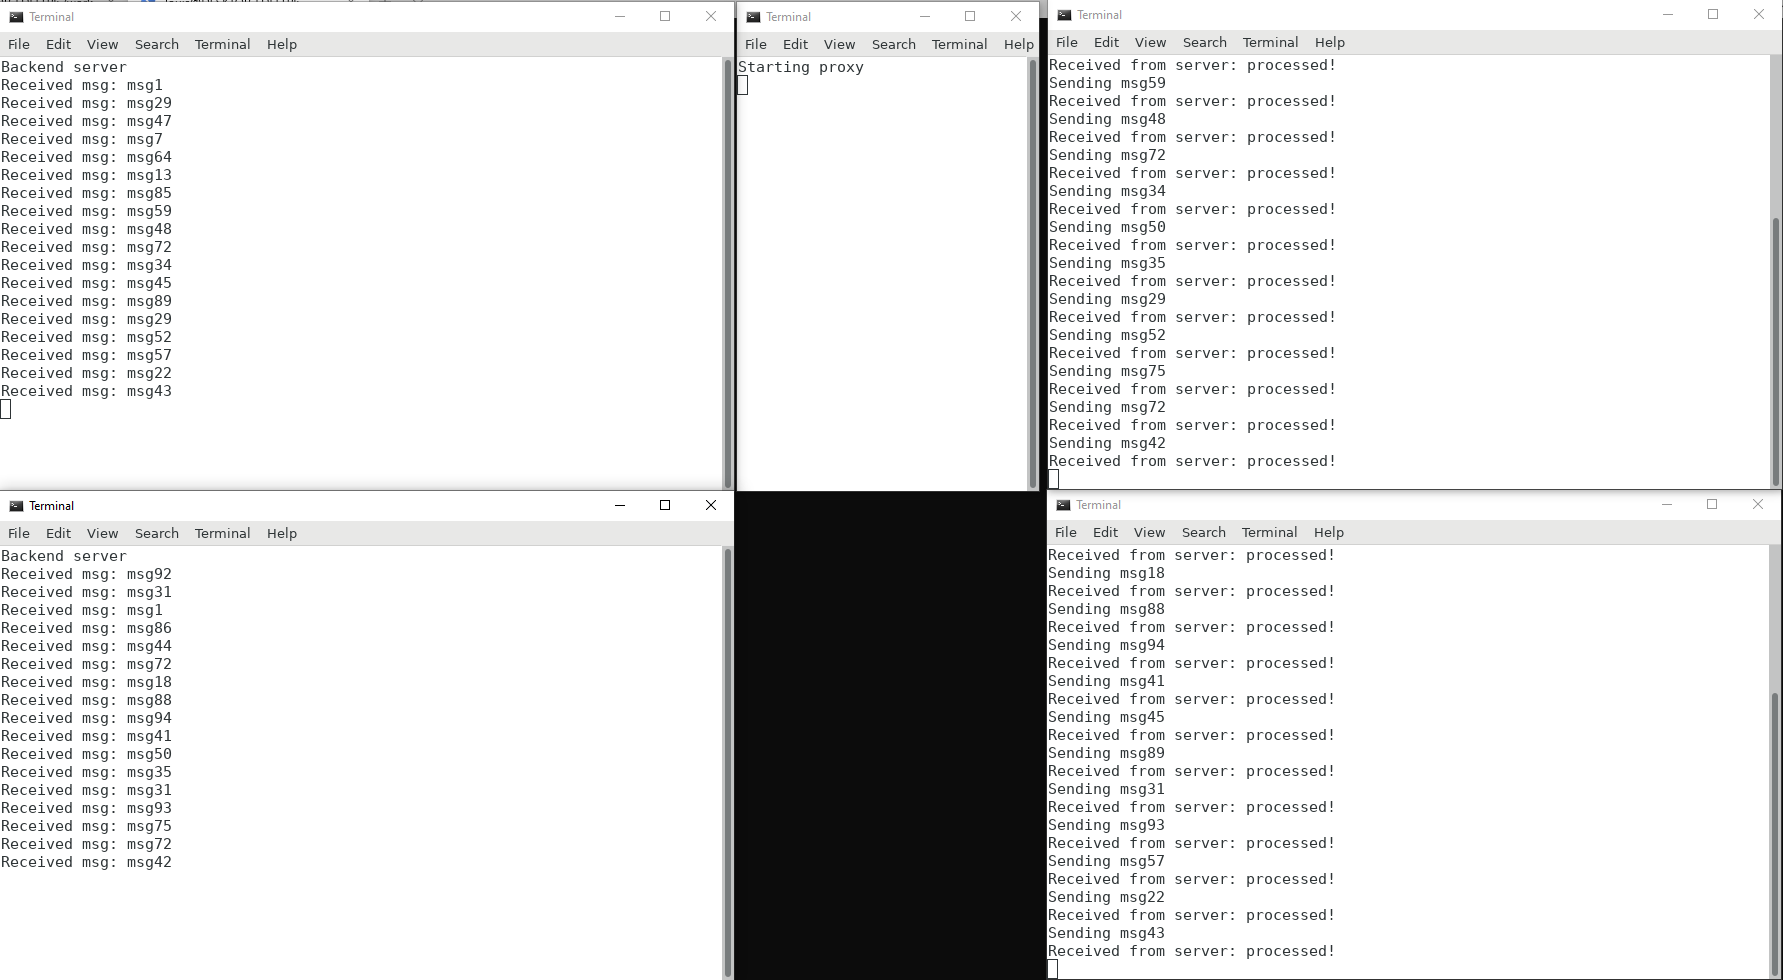 Terminal
File Edit View Search Terminal Help
Backend server
Received msg: msg1
Received msg: msg29
Received msg: msg47
Received msg: msg7
Received msg: msg64
Received msg: msg13
Received msg: msg85
Received msg: msg59
Received msg: msg48
Received msg: msg72
Received msg: msg34
Received msg: msg45
Received msg: msg89
Received msg: msg29
Received msg: msg52
Received msg: msg57
Received msg: msg22
Received msg: msg43
Terminal
File Edit View Search Terminal Help
Starting proxy
Terminal
File Edit View Search Terminal Help
Received from server: processed!
Sending msg59
Received from server: processed!
Sending msg48
Received from server: processed!
Sending msg72
Received from server: processed!
Sending msg34
Received from server: processed!
Sending msg50
Received from server: processed!
Sending msg35
Received from server: processed!
Sending msg29
Received from server: processed!
Sending msg52
Received from server: processed!
Sending msg75
Received from server: processed!
Sending msg72
Received from server: processed!
Sending msg42
Received from server: processed!
Terminal
File Edit View Search Terminal Help
Backend server
Received msg: msg92
Received msg: msg31
Received msg: msg1
Received msg: msg86
Received msg: msg44
Received msg: msg72
Received msg: msg18
Received msg: msg88
Received msg: msg94
Received msg: msg41
Received msg: msg50
Received msg: msg35
Received msg: msg31
Received msg: msg93
Received msg: msg75
Received msg: msg72
Received msg: msg42
Terminal
File Edit View Search Terminal Help
Received from server: processed!
Sending msg18
Received from server: processed!
Sending msg88
Received from server: processed!
Sending msg94
Received from server: processed!
Sending msg41
Received from server: processed!
Sending msg45
Received from server: processed!
Sending msg89
Received from server: processed!
Sending msg31
Received from server: processed!
Sending msg93
Received from server: processed!
Sending msg57
Received from server: processed!
Sending msg22
Received from server: processed!
Sending msg43
Received from server: processed!